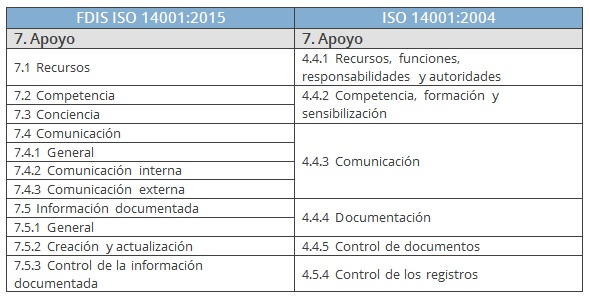 FDIS ISO 14001:2015
ISO 14001:2004
7. Apoyo
7. Apoyo
7.1 Recursos
4.4.1 Recursos, funciones,
responsabilidades y autoridades
7.2 Competencia
4.4.2 Competencia, formación y
sensibilización
7.3 Conciencia
7.4 Comunicación
4.4.3 Comunicación
7.4.1 General
7.4.2 Comunicación interna
7.4.3 Comunicación externa
7.5 Información documentada
4.4.4 Documentación
7.5.1 General
7.5.2 Creación y actualización
4.4.5 Control de documentos
7.5.3 Control de la información
documentada
4.5.4 Control de los registros